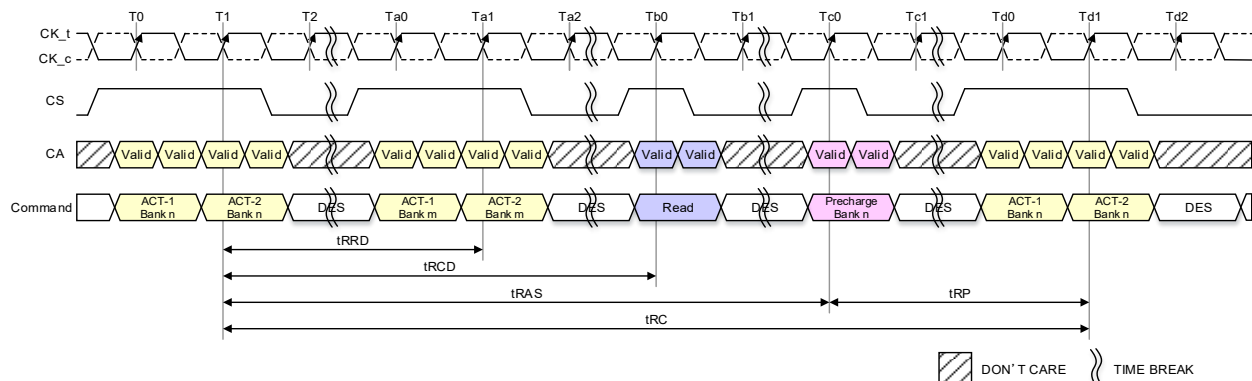 T0 T1 T2 Ta0 Ta1 Ta2 Tb0 Tb1 Tc0 Tc1 Td0 Td1 Td2
CK_t
CK_c
CS
CA Valid Valid Valid Valid Valid Valid Valid Valid Valid Valid Valid Valid Valid Valid Valid Valid
Command ACT-1 Bank n ACT-2 Bank n DES ACT-1 Bank m ACT-2 Bank m DES Read DES Precharge Bank n DES ACT-1 Bank n ACT-2 Bank n DES
tRRD
tRCD
tRAS tRP
tRC
DON'T CARE TIME BREAK